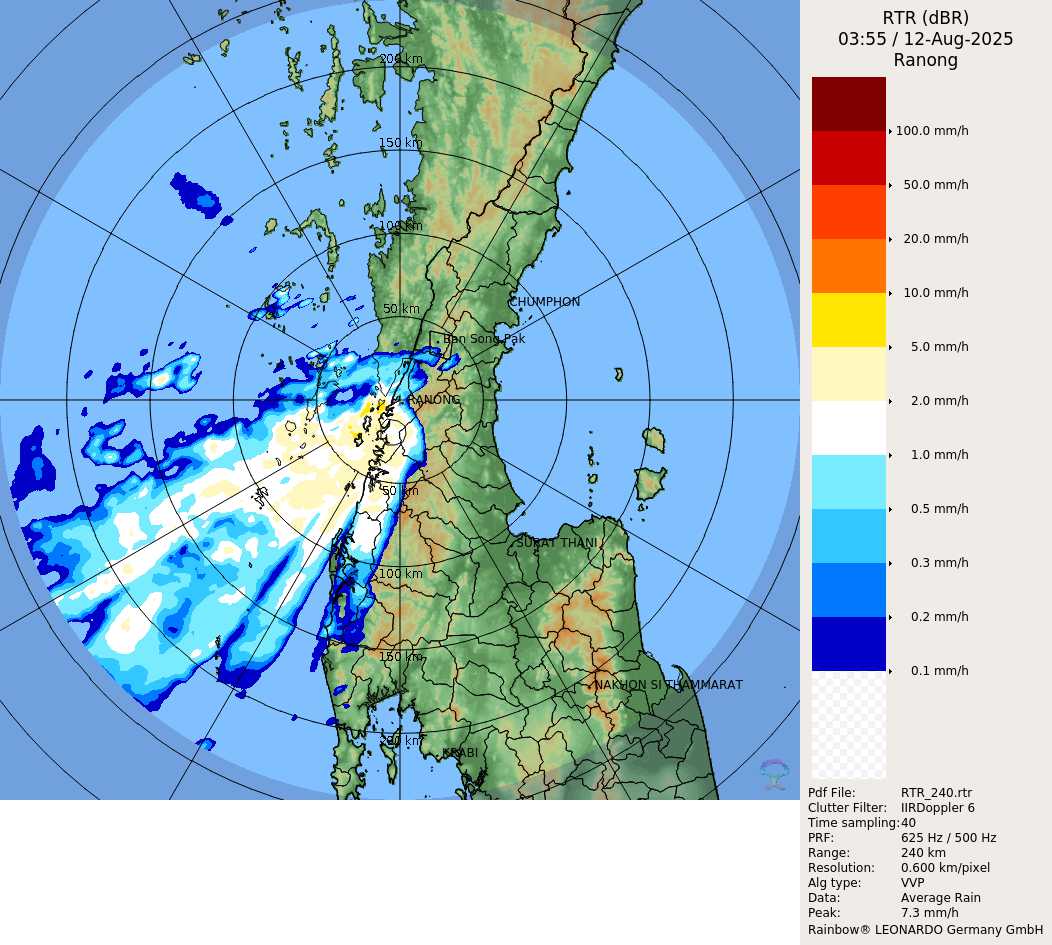 RTR (dBR)
03:55 / 12-Aug-2025
Ranong
100.0 mm/h
50.0 mm/h
20.0 mm/h
10.0 mm/h
5.0 mm/h
2.0 mm/h
1.0 mm/h
0.5 mm/h
0.3 mm/h
0.2 mm/h
0.1 mm/h
Pdf File: RTR_240.rtr
Clutter Filter: IIRDoppler 6
Time sampling: 40
PRF: 625 Hz / 500 Hz
Range: 240 km
Resolution: 0.600 km/pixel
Alg type: VVP
Data: Average Rain
Peak: 7.3 mm/h
Rainbow® LEONARDO Germany GmbH
200 km
150 km
100 km
CHUMPHON
50 km
Ban Song Pak
RANONG
50 km
SURAT THANI
100 km
150 km
NAKHON SI THAMMARAT
200 km
KRABI